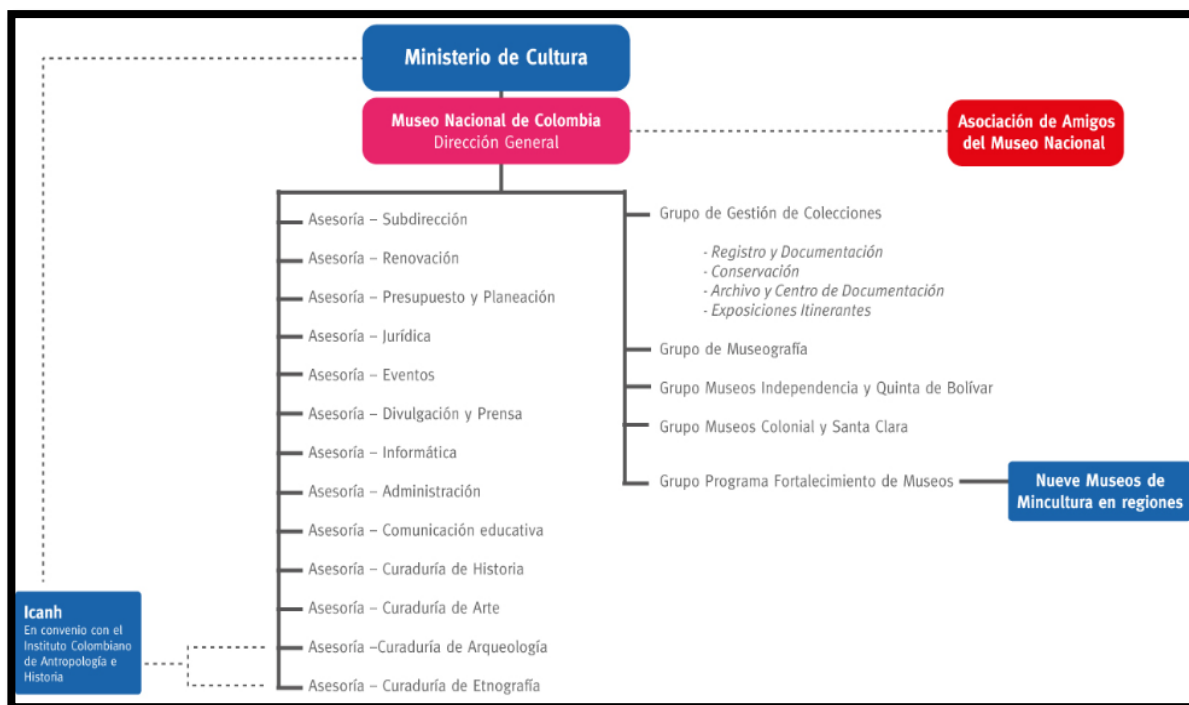 Ministerio de Cultura
Museo Nacional de Colombia
Dirección General
Asociación de Amigos
del Museo Nacional
Asesoría – Subdirección
Asesoría – Renovación
Asesoría – Presupuesto y Planeación
Asesoría – Jurídica
Asesoría – Eventos
Asesoría – Divulgación y Prensa
Asesoría – Informática
Asesoría – Administración
Asesoría – Comunicación educativa
Asesoría – Curaduría de Historia
Asesoría – Curaduría de Arte
Asesoría –Curaduría de Arqueología
Asesoría – Curaduría de Etnografía
Grupo de Gestión de Colecciones
- Registro y Documentación
- Conservación
- Archivo y Centro de Documentación
- Exposiciones Itinerantes
Grupo de Museografía
Grupo Museos Independencia y Quinta de Bolívar
Grupo Museos Colonial y Santa Clara
Grupo Programa Fortalecimiento de Museos
Nueve Museos de
Mincultura en regiones
Icanh
En convenio con el
Instituto Colombiano
de Antropología e
Historia